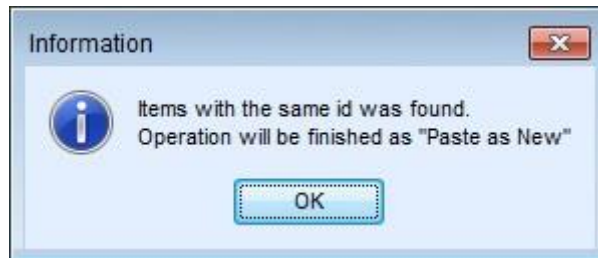 Information
Items with the same id was found.
Operation will be finished as "Paste as New"
OK